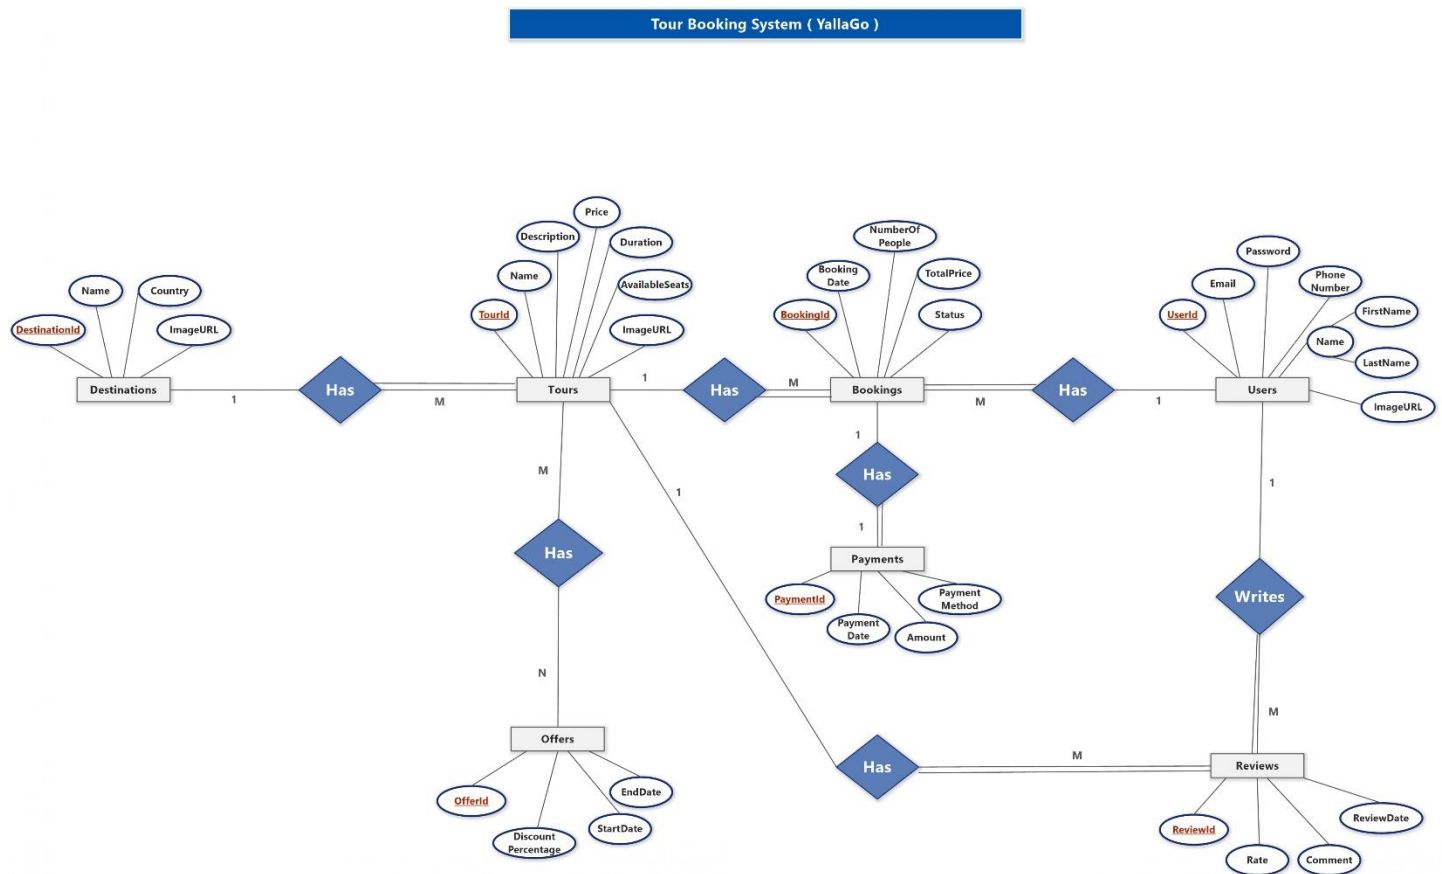 Tour Booking System ( YallaGo )
Price
NumberOf
People
Description
Duration
Password
Name
Booking
Date
TotalPrice
Email
Phone
Number
Name
Country
AvailableSeats
DestinationId
ImageURL
TourId
ImageURL
BookingId
Status
UserId
FirstName
Name
LastName
ImageURL
Destinations
Has
Tours
Has
Bookings
Has
Users
1
M
1
M
M
1
M
1
1
1
Has
1
Has
Payments
PaymentId
Payment
Date
Amount
Payment
Method
Writes
N
M
Offers
OfferId
Discount
Percentage
StartDate
EndDate
Has
M
Reviews
ReviewId
Rate
Comment
ReviewDate